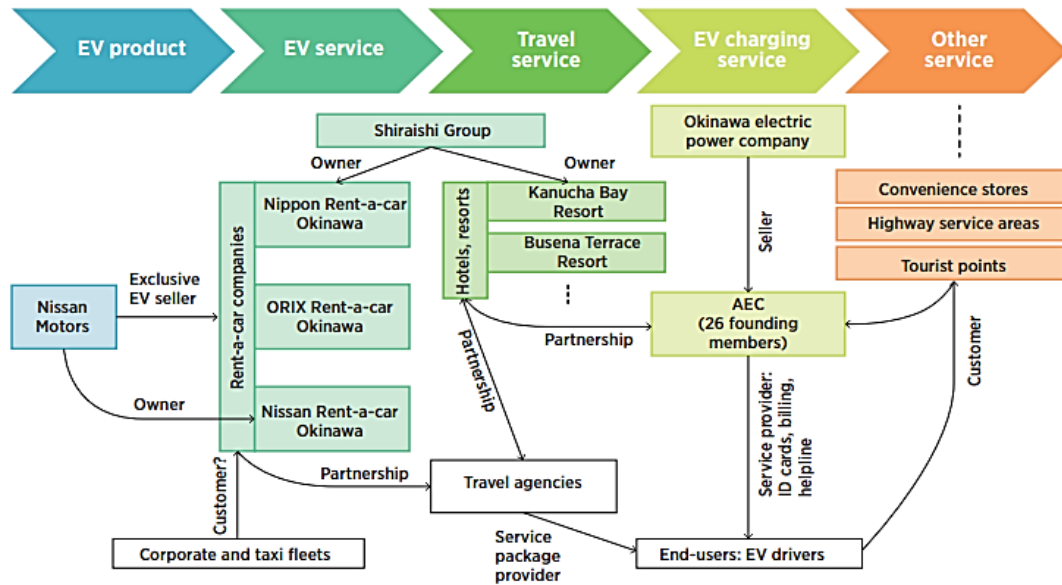 EV product
EV service
Travel
service
EV charging
service
Other
service
Shiraishi Group
Okinawa electric
power company
Owner
Owner
Rent-a-car companies
Nippon Rent-a-car
Okinawa
ORIX Rent-a-car
Okinawa
Nissan Rent-a-car
Okinawa
Hotels, resorts
Kanucha Bay
Resort
Busena Terrace
Resort
Seller
Convenience stores
Highway service areas
Tourist points
Exclusive
EV seller
Nissan
Motors
Owner
AEC
(26 founding
members)
Partnership
Partnership
Customer
Service provider:
ID cards, billing,
helpline
Customer?
Partnership
Travel agencies
Service
package
provider
Corporate and taxi fleets
End-users: EV drivers